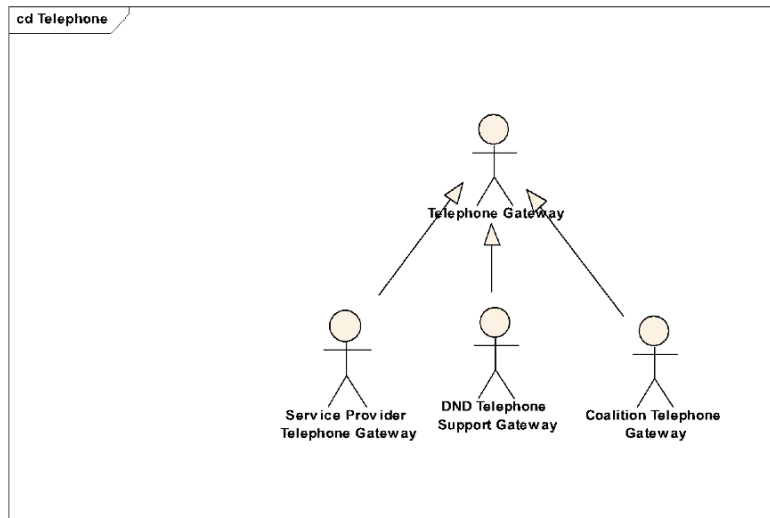 cd Telephone
Telephone Gateway
Service Provider
Telephone Gateway
DND Telephone
Support Gateway
Coalition Telephone
Gateway